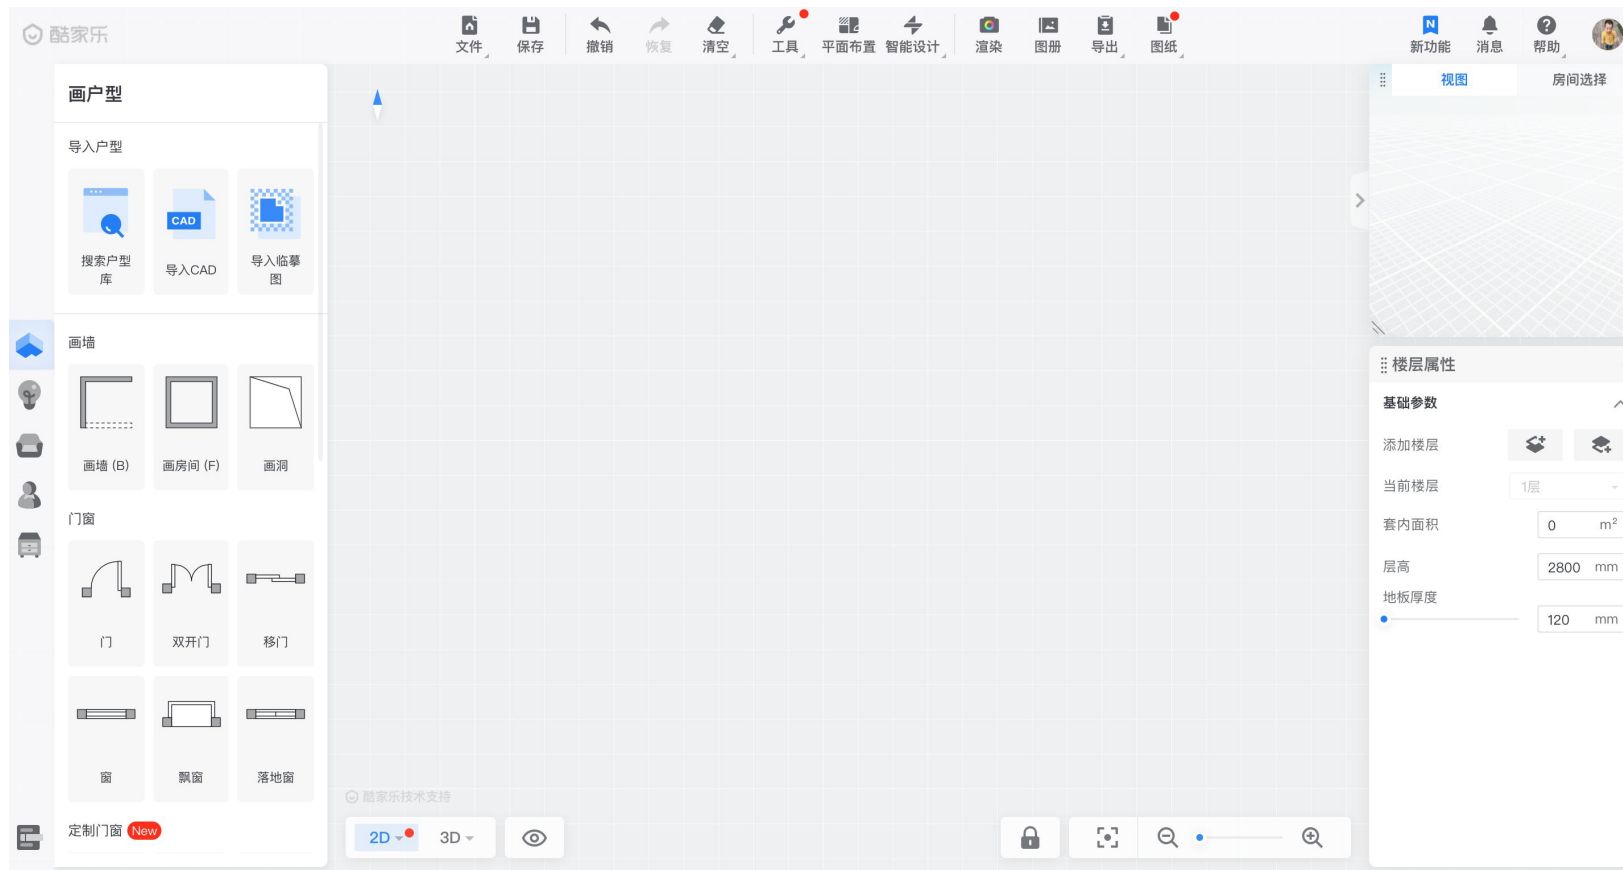 酷家乐
文件
保存
撤销
恢复
清空
工具
平面布置
智能设计
渲染
图册
导出
图纸
N
新功能
消息
帮助
画户型
导入户型
搜索户型
库
CAD
导入CAD
导入临摹
图
画墙
画墙 (B)
画房间 (F)
画洞
门窗
门
双开门
移门
窗
飘窗
落地窗
定制门窗 New
酷家乐技术支持
2D
3D
视图
房间选择
楼层属性
基础参数
添加楼层
当前楼层
1层
套内面积
0 m²
层高
2800 mm
地板厚度
120 mm